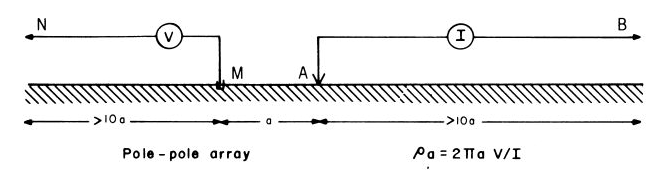 N V I B
M A
>10a a >10a
Pole-pole array ρa = 2πa V/I